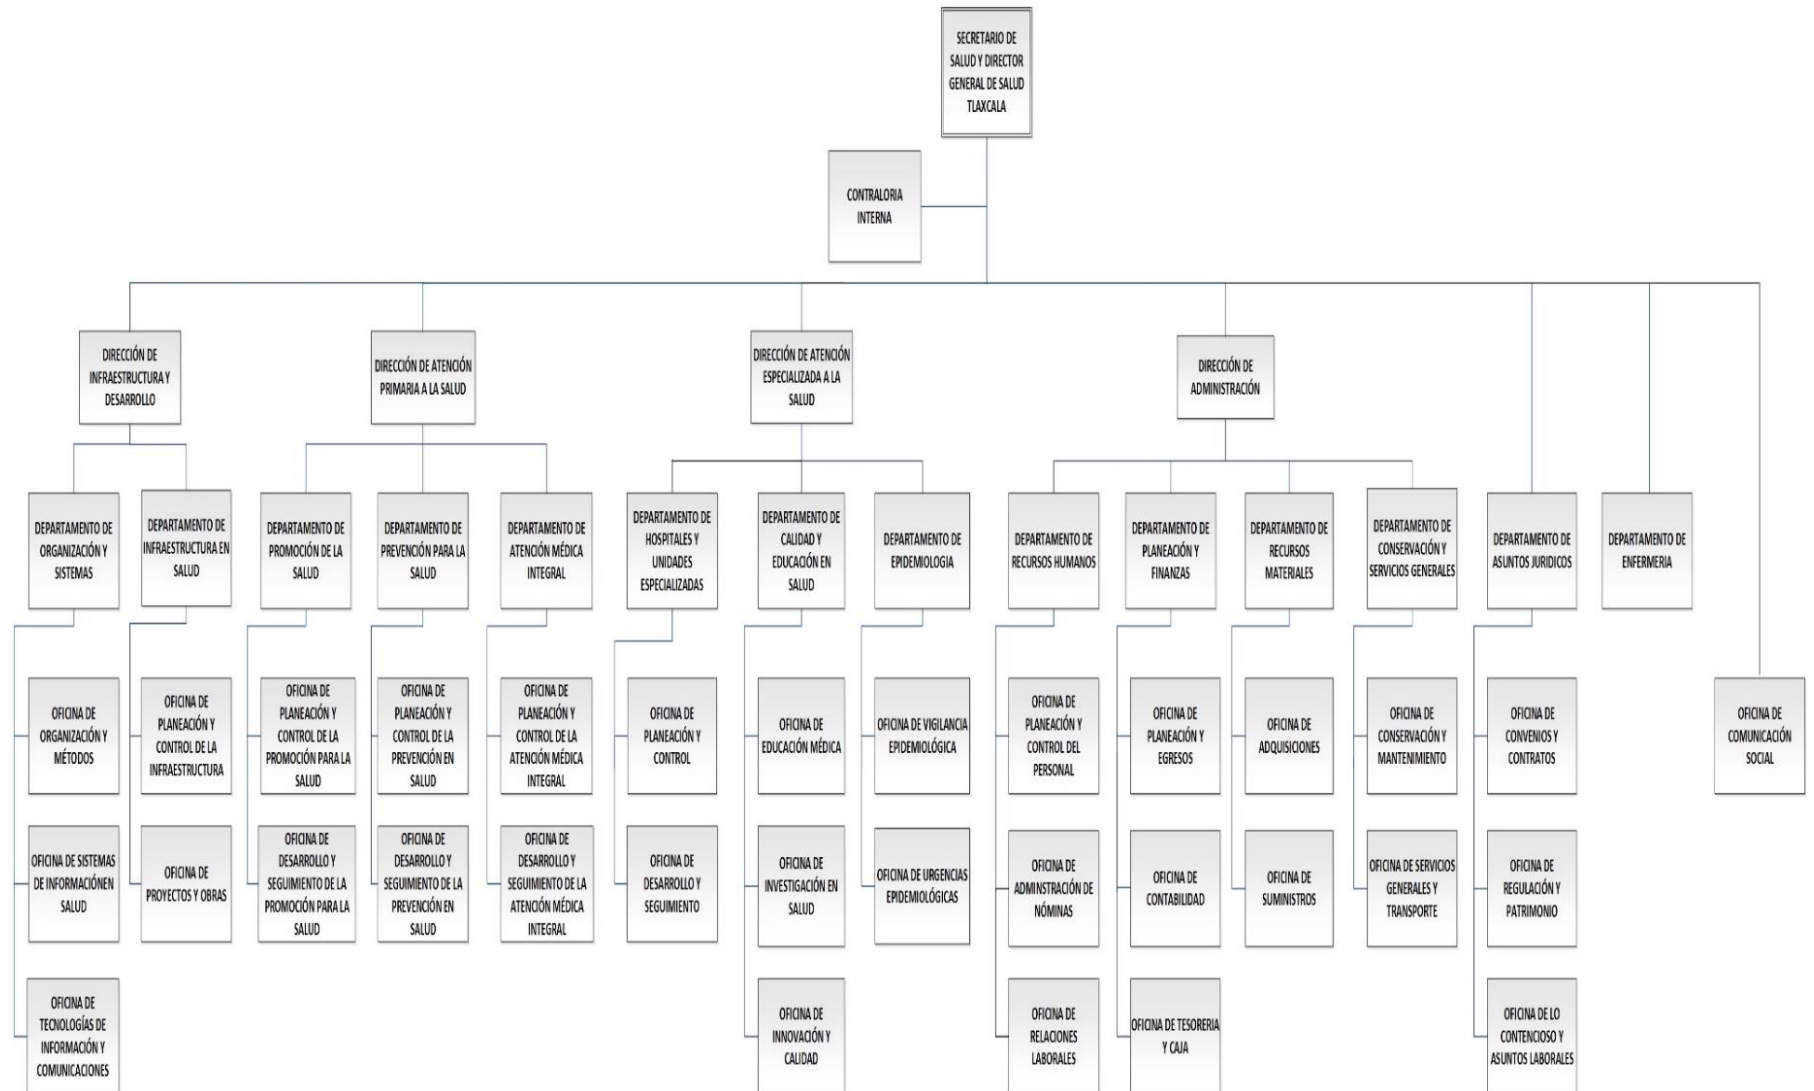 SECRETARIO DE
SALUD Y DIRECTOR
GENERAL DE SALUD
TLAXCALA
CONTRALORIA
INTERNA
DIRECCIÓN DE
INFRAESTRUCTURA Y
DESARROLLO
DIRECCIÓN DE ATENCIÓN
PRIMARIA A LA SALUD
DIRECCIÓN DE ATENCIÓN
ESPECIALIZADA A LA
SALUD
DIRECCIÓN DE
ADMINISTRACIÓN
DEPARTAMENTO DE
ORGANIZACIÓN Y
SISTEMAS
DEPARTAMENTO DE
INFRAESTRUCTURA EN
SALUD
DEPARTAMENTO DE
PROMOCIÓN DE LA
SALUD
DEPARTAMENTO DE
PREVENCIÓN PARA LA
SALUD
DEPARTAMENTO DE
ATENCIÓN MÉDICA
INTEGRAL
DEPARTAMENTO DE
HOSPITALES Y
UNIDADES
ESPECIALIZADAS
DEPARTAMENTO DE
CALIDAD Y
EDUCACIÓN EN
SALUD
DEPARTAMENTO DE
EPIDEMIOLOGIA
DEPARTAMENTO DE
RECURSOS HUMANOS
DEPARTAMENTO DE
PLANEACIÓN Y
FINANZAS
DEPARTAMENTO DE
RECURSOS
MATERIALES
DEPARTAMENTO DE
CONSERVACIÓN Y
SERVICIOS GENERALES
DEPARTAMENTO DE
ASUNTOS JURIDICOS
DEPARTAMENTO DE
ENFERMERIA
OFICINA DE
ORGANIZACIÓN Y
MÉTODOS
OFICINA DE
PLANEACIÓN Y
CONTROL DE LA
INFRAESTRUCTURA
OFICINA DE
PLANEACIÓN Y
CONTROL DE LA
PROMOCIÓN PARA LA
SALUD
OFICINA DE
PLANEACIÓN Y
CONTROL DE LA
PREVENCIÓN EN
SALUD
OFICINA DE
PLANEACIÓN Y
CONTROL DE LA
ATENCIÓN MÉDICA
INTEGRAL
OFICINA DE
PLANEACIÓN Y
CONTROL
OFICINA DE
EDUCACIÓN MÉDICA
OFICINA DE VIGILANCIA
EPIDEMIOLÓGICA
OFICINA DE
PLANEACIÓN Y
CONTROL DEL
PERSONAL
OFICINA DE
PLANEACIÓN Y
EGRESOS
OFICINA DE
ADQUISICIONES
OFICINA DE
CONSERVACIÓN Y
MANTENIMIENTO
OFICINA DE
CONVENIOS Y
CONTRATOS
OFICINA DE
COMUNICACIÓN
SOCIAL
OFICINA DE SISTEMAS
DE INFORMACIÓNEN
SALUD
OFICINA DE
PROYECTOS Y OBRAS
OFICINA DE
DESARROLLO Y
SEGUIMIENTO DE LA
PROMOCIÓN PARA LA
SALUD
OFICINA DE
DESARROLLO Y
SEGUIMIENTO DE LA
PREVENCIÓN EN
SALUD
OFICINA DE
DESARROLLO Y
SEGUIMIENTO DE LA
ATENCIÓN MÉDICA
INTEGRAL
OFICINA DE
DESARROLLO Y
SEGUIMIENTO
OFICINA DE
INVESTIGACIÓN EN
SALUD
OFICINA DE URGENCIAS
EPIDEMIOLÓGICAS
OFICINA DE
ADMINSTRACIÓN DE
NÓMINAS
OFICINA DE
CONTABILIDAD
OFICINA DE
SUMINISTROS
OFICINA DE SERVICIOS
GENERALES Y
TRANSPORTE
OFICINA DE
REGULACIÓN Y
PATRIMONIO
OFICINA DE
TECNOLOGÍAS DE
INFORMACIÓN Y
COMUNICACIONES
OFICINA DE
INNOVACIÓN Y
CALIDAD
OFICINA DE
RELACIONES
LABORALES
OFICINA DE TESORERIA
Y CAJA
OFICINA DE LO
CONTENCIOSO Y
ASUNTOS LABORALES